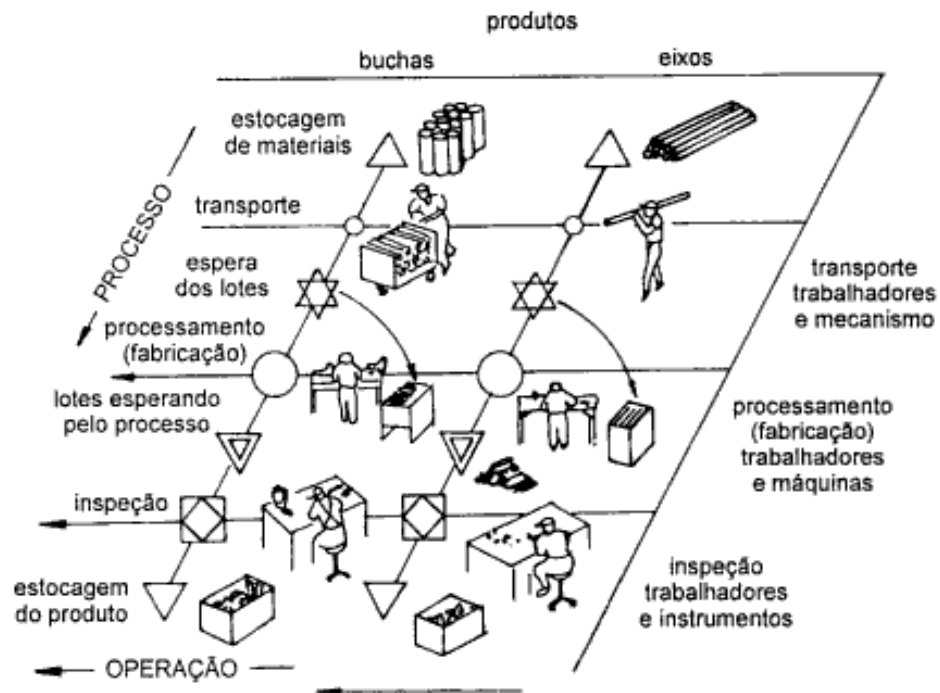 produtos
buchas
eixos
estocagem
de materiais
transporte
PROCESSO
espera
dos lotes
transporte
trabalhadores
e mecanismo
processamento
(fabricação)
lotes esperando
pelo processo
processamento
(fabricação)
trabalhadores
e máquinas
inspeção
inspeção
trabalhadores
e instrumentos
estocagem
do produto
OPERAÇÃO